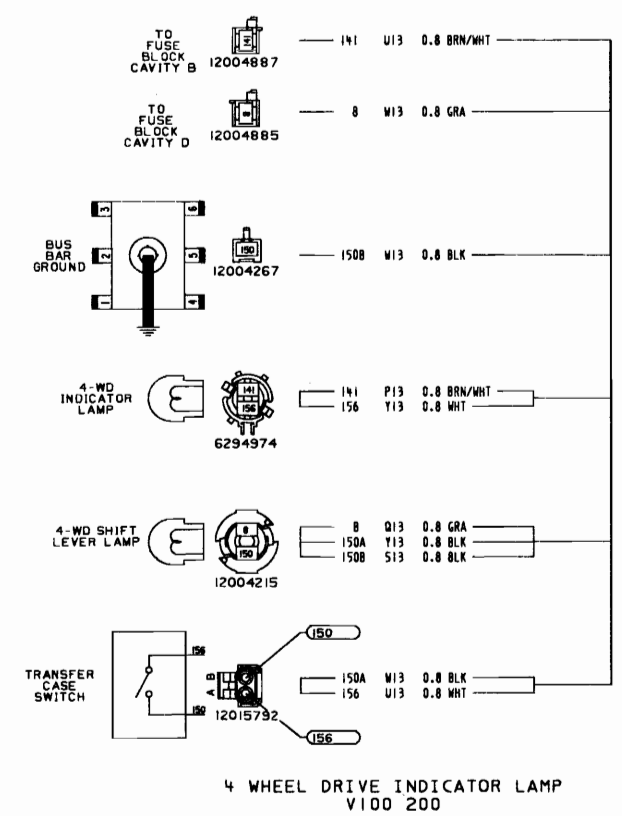 TO
FUSE
BLOCK
CAVITY B
141
12004887
141 U13 0.8 BRN/WHT
TO
FUSE
BLOCK
CAVITY D
8
12004885
8 W13 0.8 GRA
3 6
2 5
1 4
BUS
BAR
GROUND
150
12004267
150B W13 0.8 BLK
4-WD
INDICATOR
LAMP
141
156
6294974
141 P13 0.8 BRN/WHT
156 Y13 0.8 WHT
4-WD SHIFT
LEVER LAMP
8
150
12004215
8 Q13 0.8 GRA
150A Y13 0.8 BLK
150B S13 0.8 BLK
TRANSFER
CASE
SWITCH
156
150
B
A
12015792
150
156
150A W13 0.8 BLK
156 U13 0.8 WHT
4 WHEEL DRIVE INDICATOR LAMP
V100 200